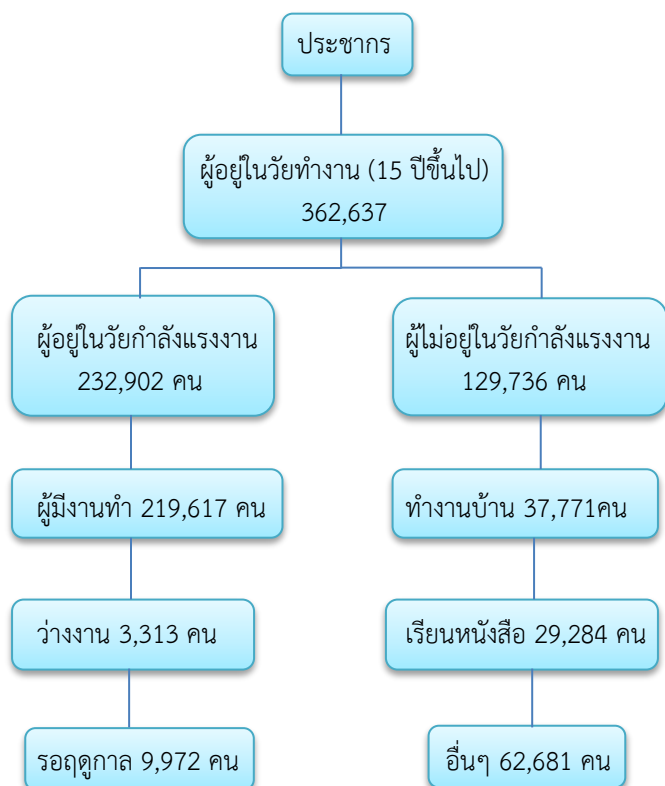 ประชากร
ผู้อยู่ในวัยทำงาน (15 ปีขึ้นไป)
362,637
ผู้อยู่ในวัยกำลังแรงงาน
232,902 คน
ผู้ไม่อยู่ในวัยกำลังแรงงาน
129,736 คน
ผู้มีงานทำ 219,617 คน
ทำงานบ้าน 37,771คน
ว่างงาน 3,313 คน
เรียนหนังสือ 29,284 คน
รอฤดูกาล 9,972 คน
อื่นๆ 62,681 คน